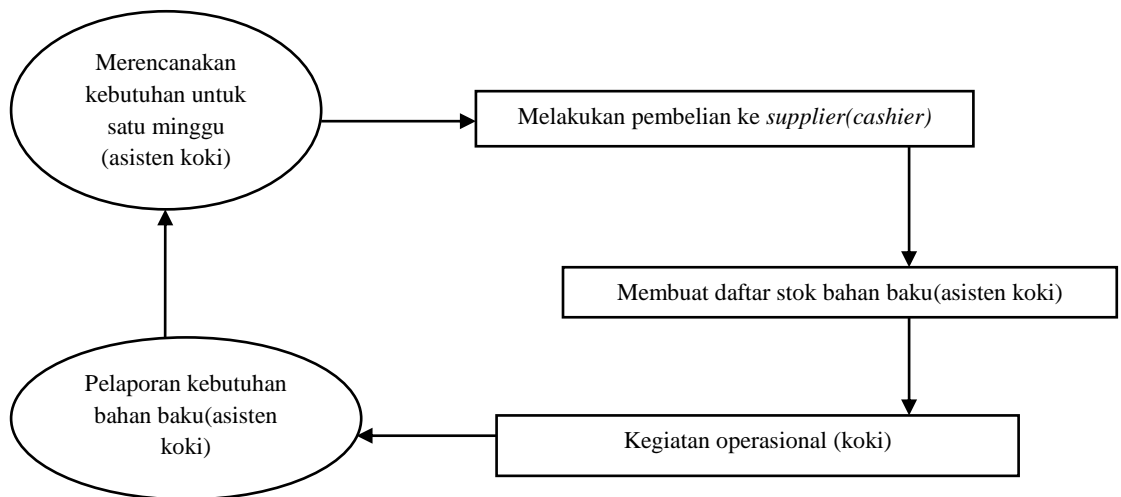 Merencanakan
kebutuhan untuk
satu minggu
(asisten koki)
Melakukan pembelian ke supplier(cashier)
Membuat daftar stok bahan baku(asisten koki)
Kegiatan operasional (koki)
Pelaporan kebutuhan
bahan baku(asisten
koki)